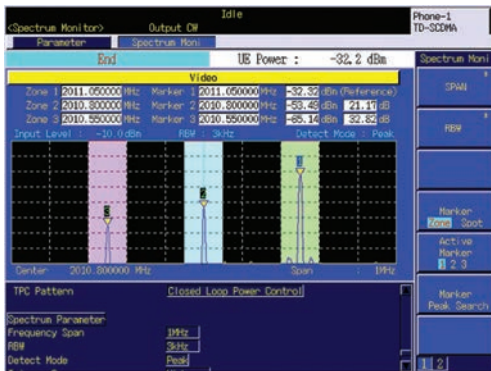 Idle
Phone-1
<Spectrum Monitor> Output CW TD-SCDMA
Parameter Spectrum Moni
End UE Power : -32.2 dBm Spectrum Moni
Video
Zone 1 2011.050000 MHz Marker 1 2011.050000 MHz -32.32 dBm (Reference)
Zone 2 2010.800000 MHz Marker 2 2010.800000 MHz -53.48 dBm 21.17 dB
Zone 3 2010.550000 MHz Marker 3 2010.550000 MHz -65.14 dBm 32.82 dB
Input Level : -10.0 dBm RBW : 3kHz Detect Mode : Peak
SPAN
RBW
1
2
3
Center 2010.800000 MHz Span : 1MHz
Marker
Zone Spot
Active
Marker
1 2 3
Marker
Peak Search
TPC Pattern Closed Loop Power Control
Spectrum Parameter
Frequency Span 1MHz
RBW 3kHz
Detect Mode Peak
1 2